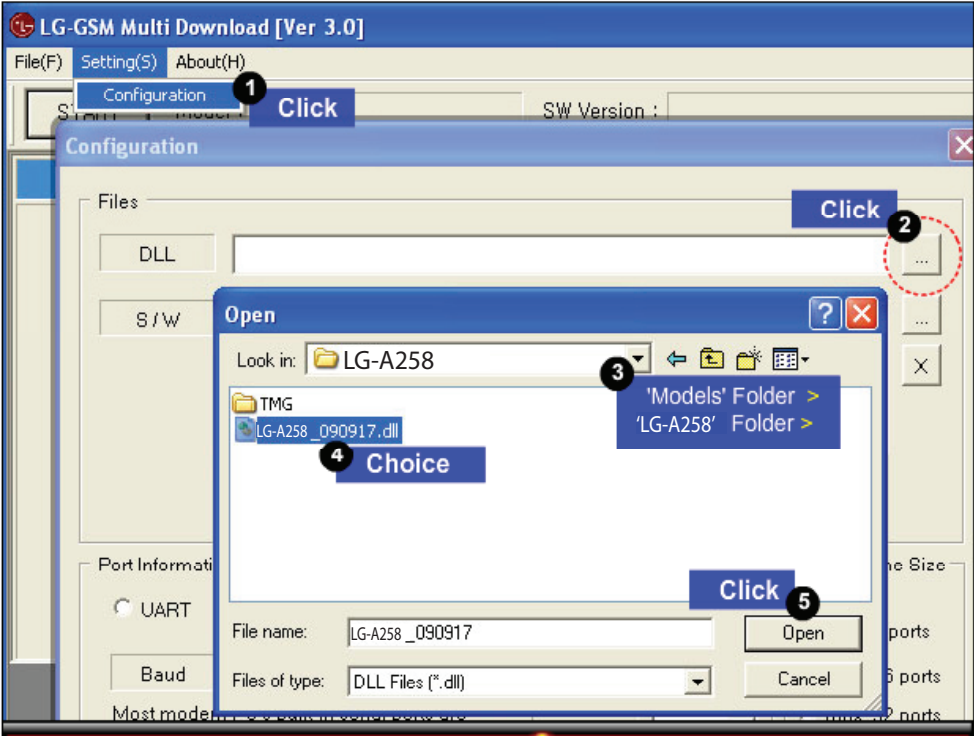 LG-GSM Multi Download [Ver 3.0]
File(F) Setting(S) About(H)
Configuration 1 Click
START SW Version :
Configuration
Files
Click 2
DLL ...
S/W ...
X
Open
Look in: LG-A258
3 'Models' Folder >
'LG-A258' Folder >
TMG
LG-A258 _090917.dll
4 Choice
Port Informati
UART
Click 5
File name: LG-A258 _090917 Open
ports
Baud
Files of type: DLL Files (*.dll) Cancel
ports
ports